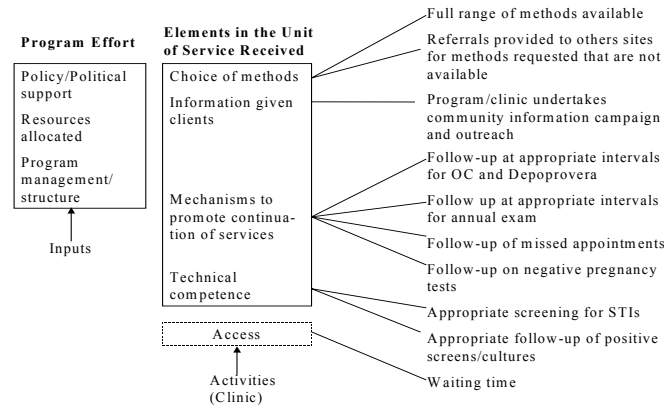 Program Effort
Policy/Political
support
Resources
allocated
Program
management/
structure
Inputs
Elements in the Unit
of Service Received
Choice of methods
Information given
clients
Mechanisms to
promote continua-
tion of services
Technical
competence
Access
Activities
(Clinic)
Full range of methods available
Referrals provided to others sites
for methods requested that are not
available
Program/clinic undertakes
community information campaign
and outreach
Follow-up at appropriate intervals
for OC and Depoprovera
Follow up at appropriate intervals
for annual exam
Follow-up of missed appointments
Follow-up on negative pregnancy
tests
Appropriate screening for STIs
Appropriate follow-up of positive
screens/cultures
Waiting time